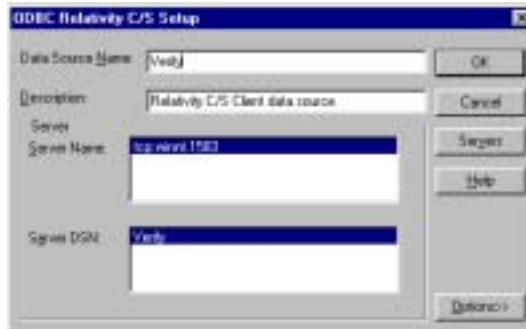 ODBC Relativity C/S Setup
Data Source Name:
Verify
OK
Description:
Relativity C/S Client data source
Cancel
Server
Server Name:
tcp:winnt:1583
Servers
Help
Server DSN:
Verify
Options>>